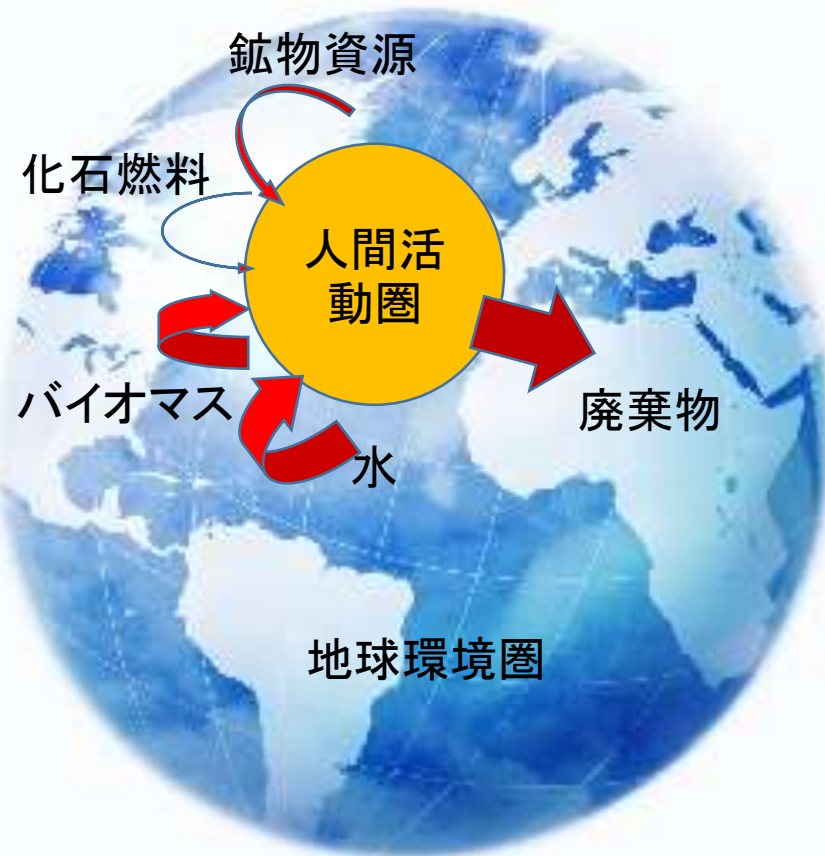 鉱物資源
化石燃料
人間活
動圏
バイオマス
廃棄物
水
地球環境圏